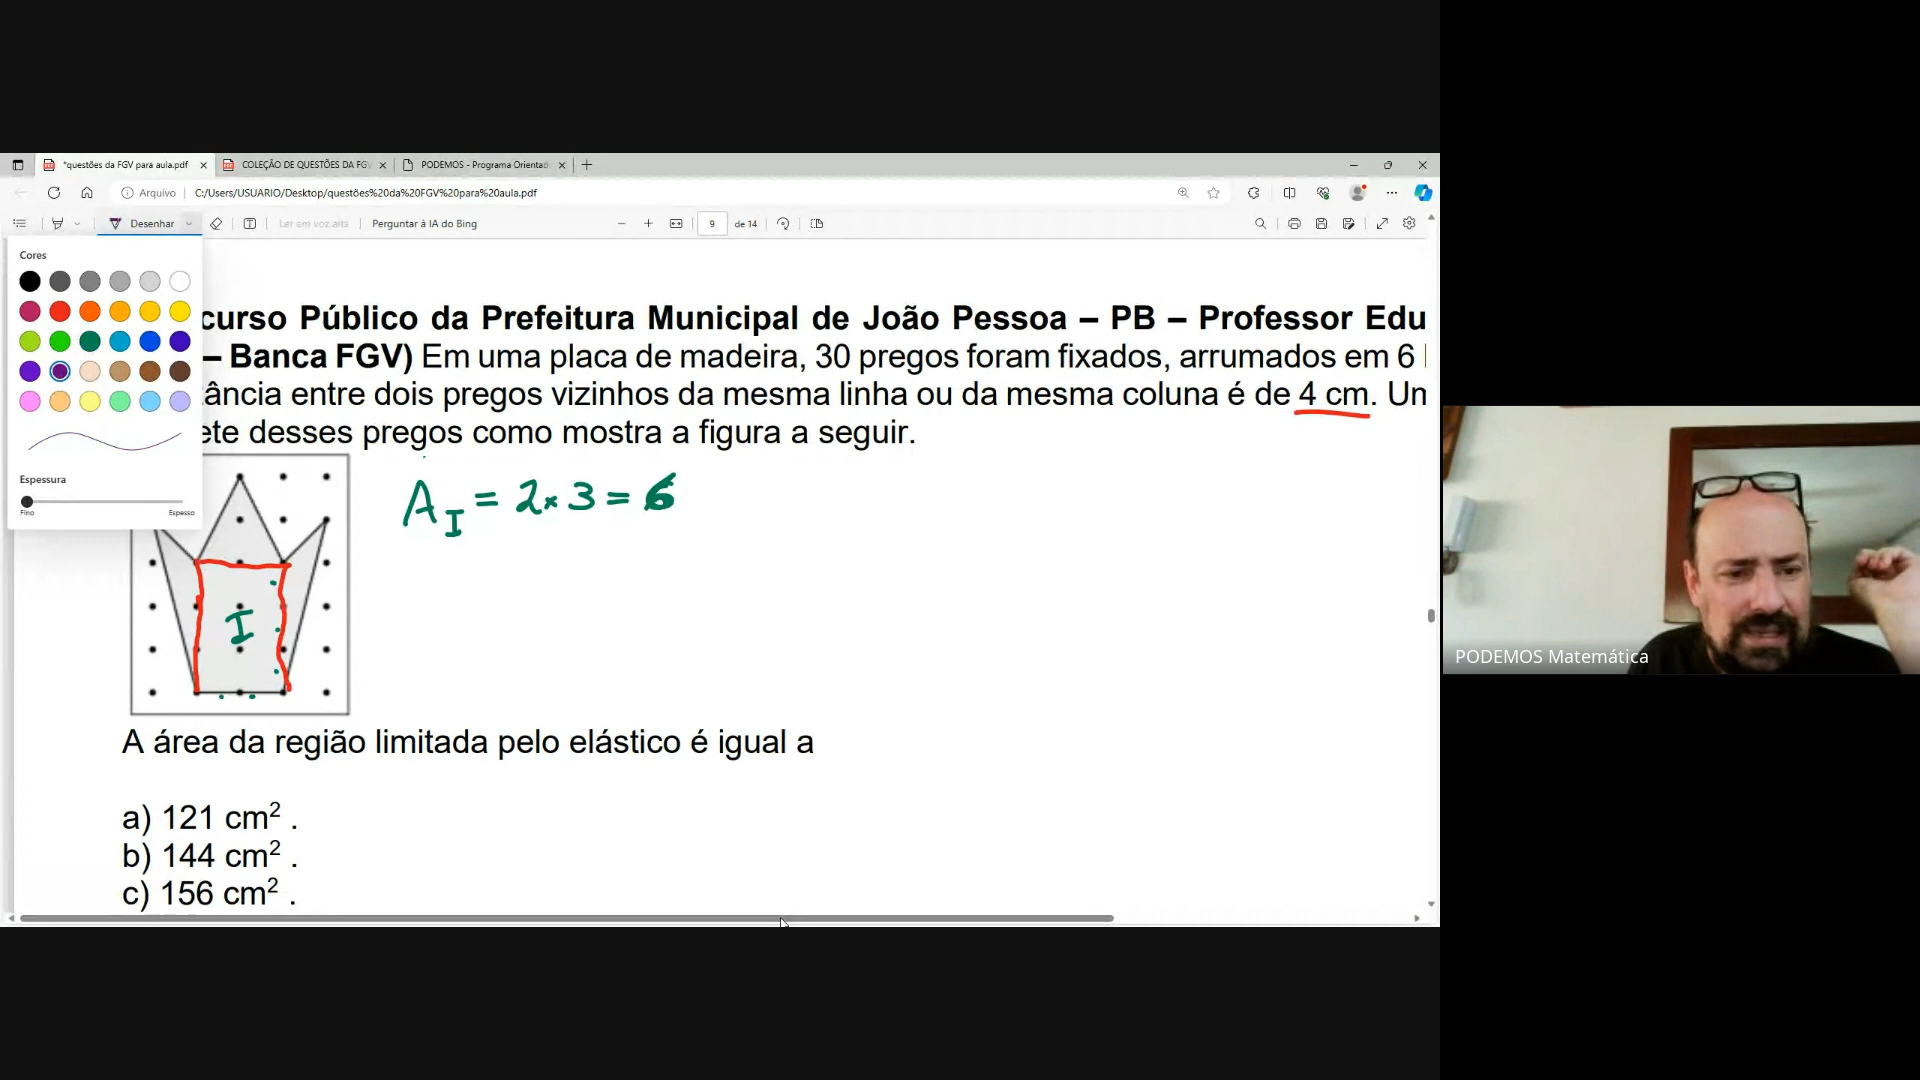 *questões da FGV para aula.pdf
COLEÇÃO DE QUESTÕES DA FG
PODEMOS - Programa Orientad
Arquivo
C:/Users/USUARIO/Desktop/questões%20da%20FGV%20para%20aula.pdf
Desenhar
Ler em voz alta
Perguntar à IA do Bing
9
de 14
Cores
Espessura
Fino
Espesso
curso Público da Prefeitura Municipal de João Pessoa – PB – Professor Edu
– Banca FGV) Em uma placa de madeira, 30 pregos foram fixados, arrumados em 6
tância entre dois pregos vizinhos da mesma linha ou da mesma coluna é de 4 cm. Um
ete desses pregos como mostra a figura a seguir.
A I = 2 × 3 = 6
I
A área da região limitada pelo elástico é igual a
a) 121 cm² .
b) 144 cm² .
c) 156 cm² .
PODEMOS Matemática